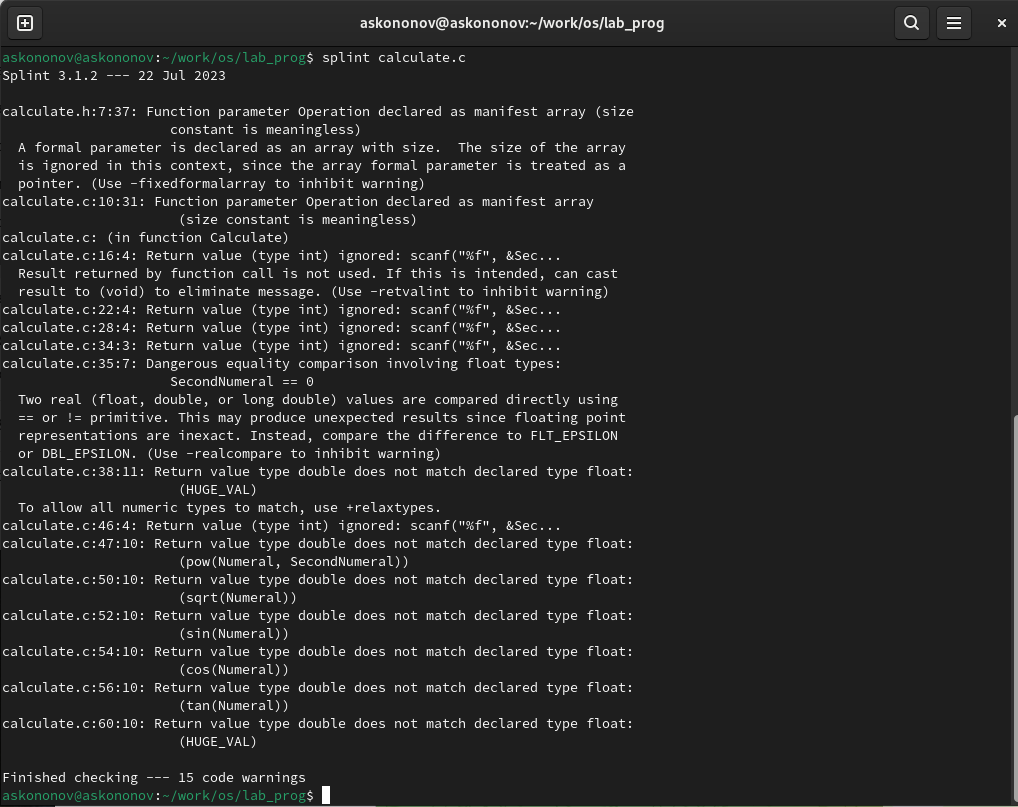 askononov@askononov:~/work/os/lab_prog
askononov@askononov:~/work/os/lab_prog$ splint calculate.c
Splint 3.1.2 --- 22 Jul 2023

calculate.h:7:37: Function parameter Operation declared as manifest array (size
                     constant is meaningless)
  A formal parameter is declared as an array with size.  The size of the array
  is ignored in this context, since the array formal parameter is treated as a
  pointer. (Use -fixedformalarray to inhibit warning)
calculate.c:10:31: Function parameter Operation declared as manifest array
                      (size constant is meaningless)
calculate.c: (in function Calculate)
calculate.c:16:4: Return value (type int) ignored: scanf("%f", &Sec...
  Result returned by function call is not used. If this is intended, can cast
  result to (void) to eliminate message. (Use -retvalint to inhibit warning)
calculate.c:22:4: Return value (type int) ignored: scanf("%f", &Sec...
calculate.c:28:4: Return value (type int) ignored: scanf("%f", &Sec...
calculate.c:34:3: Return value (type int) ignored: scanf("%f", &Sec...
calculate.c:35:7: Dangerous equality comparison involving float types:
                     SecondNumeral == 0
  Two real (float, double, or long double) values are compared directly using
  == or != primitive. This may produce unexpected results since floating point
  representations are inexact. Instead, compare the difference to FLT_EPSILON
  or DBL_EPSILON. (Use -realcompare to inhibit warning)
calculate.c:38:11: Return value type double does not match declared type float:
                      (HUGE_VAL)
  To allow all numeric types to match, use +relaxtypes.
calculate.c:46:4: Return value (type int) ignored: scanf("%f", &Sec...
calculate.c:47:10: Return value type double does not match declared type float:
                      (pow(Numeral, SecondNumeral))
calculate.c:50:10: Return value type double does not match declared type float:
                      (sqrt(Numeral))
calculate.c:52:10: Return value type double does not match declared type float:
                      (sin(Numeral))
calculate.c:54:10: Return value type double does not match declared type float:
                      (cos(Numeral))
calculate.c:56:10: Return value type double does not match declared type float:
                      (tan(Numeral))
calculate.c:60:10: Return value type double does not match declared type float:
                      (HUGE_VAL)

Finished checking --- 15 code warnings
askononov@askononov:~/work/os/lab_prog$